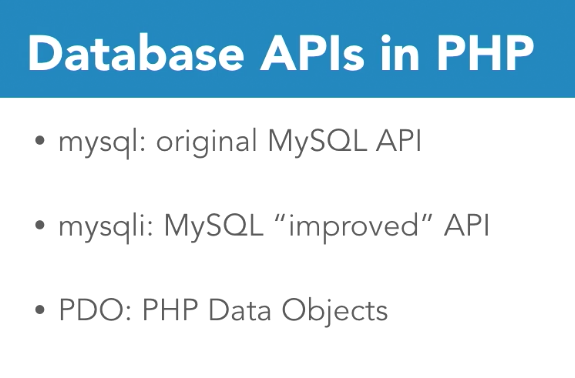 Database APIs in PHP
• mysql: original MySQL API
• mysqli: MySQL “improved” API
• PDO: PHP Data Objects